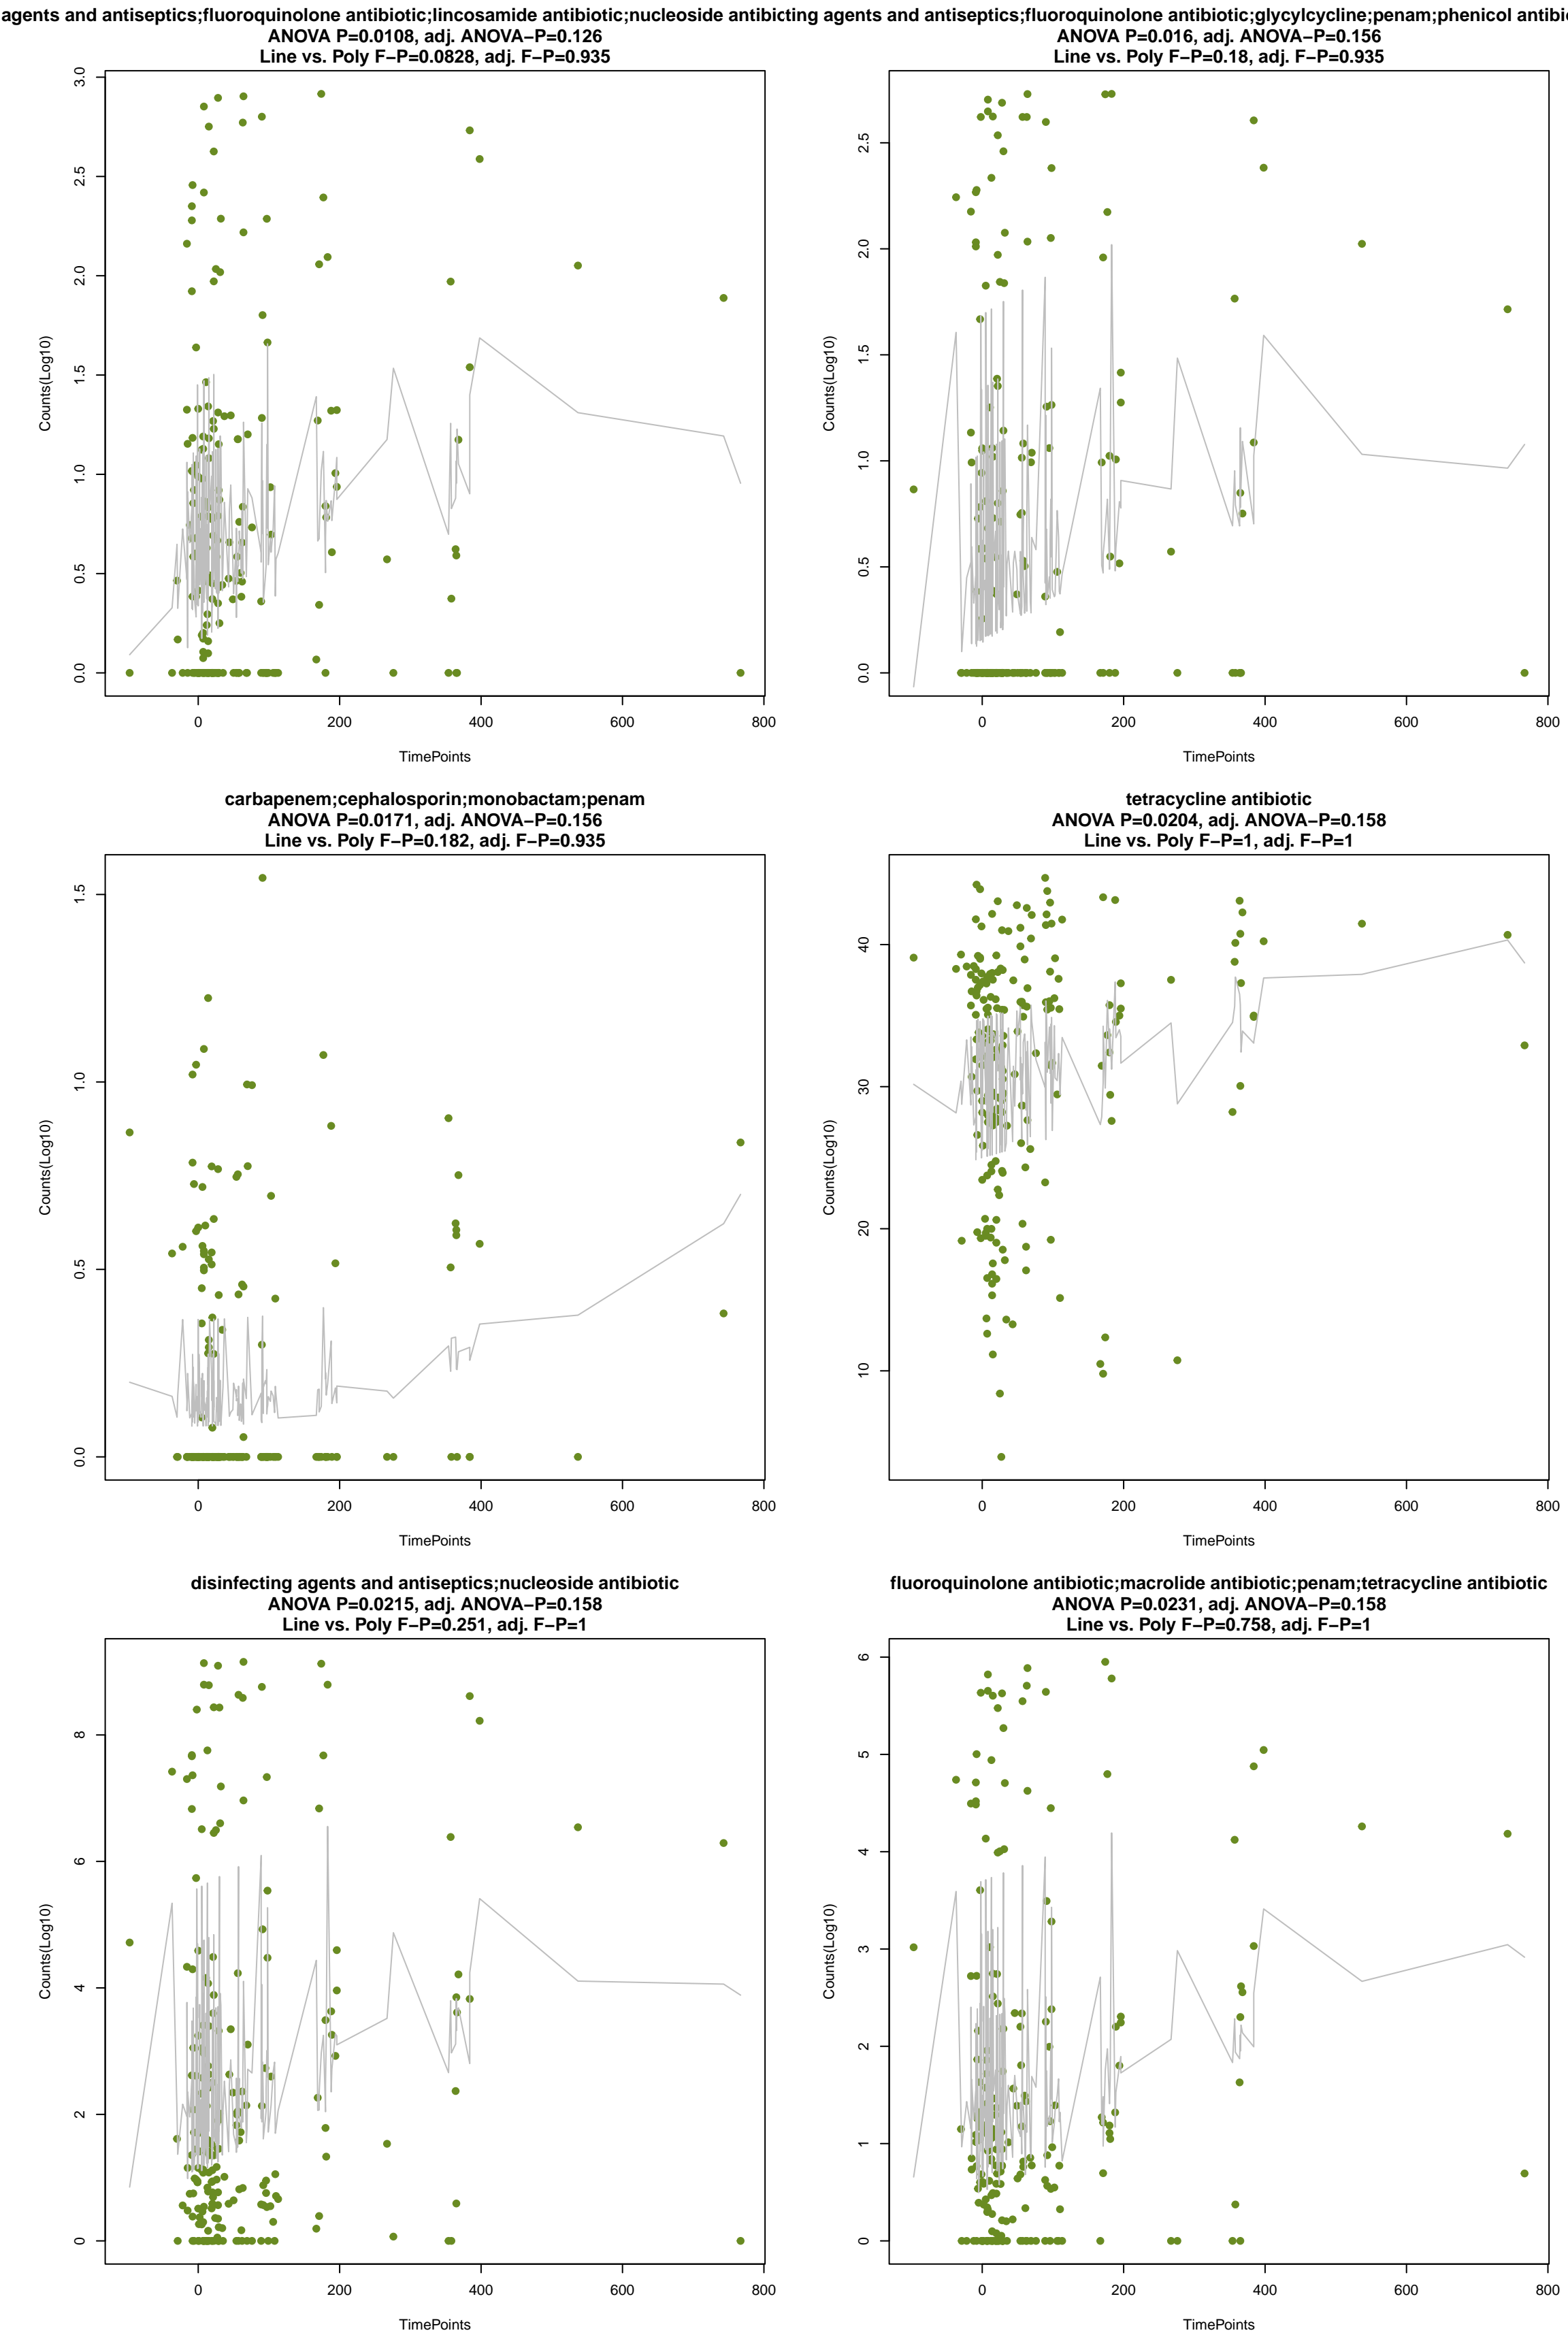 agents and antiseptics;fluoroquinolone antibiotic;lincosamide antibiotic;nucleoside antibio
ANOVA P=0.0108, adj. ANOVA−P=0.126
Line vs. Poly F−P=0.0828, adj. F−P=0.935
Counts(Log10)
3.0
2.5
2.0
1.5
1.0
0.5
0.0
0 200 400 600 800
TimePoints
cting agents and antiseptics;fluoroquinolone antibiotic;glycylcycline;penam;phenicol antibi
ANOVA P=0.016, adj. ANOVA−P=0.156
Line vs. Poly F−P=0.18, adj. F−P=0.935
Counts(Log10)
2.5
2.0
1.5
1.0
0.5
0.0
0 200 400 600 800
TimePoints
carbapenem;cephalosporin;monobactam;penam
ANOVA P=0.0171, adj. ANOVA−P=0.156
Line vs. Poly F−P=0.182, adj. F−P=0.935
Counts(Log10)
1.5
1.0
0.5
0.0
0 200 400 600 800
TimePoints
tetracycline antibiotic
ANOVA P=0.0204, adj. ANOVA−P=0.158
Line vs. Poly F−P=1, adj. F−P=1
Counts(Log10)
40
30
20
10
0 200 400 600 800
TimePoints
disinfecting agents and antiseptics;nucleoside antibiotic
ANOVA P=0.0215, adj. ANOVA−P=0.158
Line vs. Poly F−P=0.251, adj. F−P=1
Counts(Log10)
8
6
4
2
0
0 200 400 600 800
TimePoints
fluoroquinolone antibiotic;macrolide antibiotic;penam;tetracycline antibiotic
ANOVA P=0.0231, adj. ANOVA−P=0.158
Line vs. Poly F−P=0.758, adj. F−P=1
Counts(Log10)
6
5
4
3
2
1
0
0 200 400 600 800
TimePoints